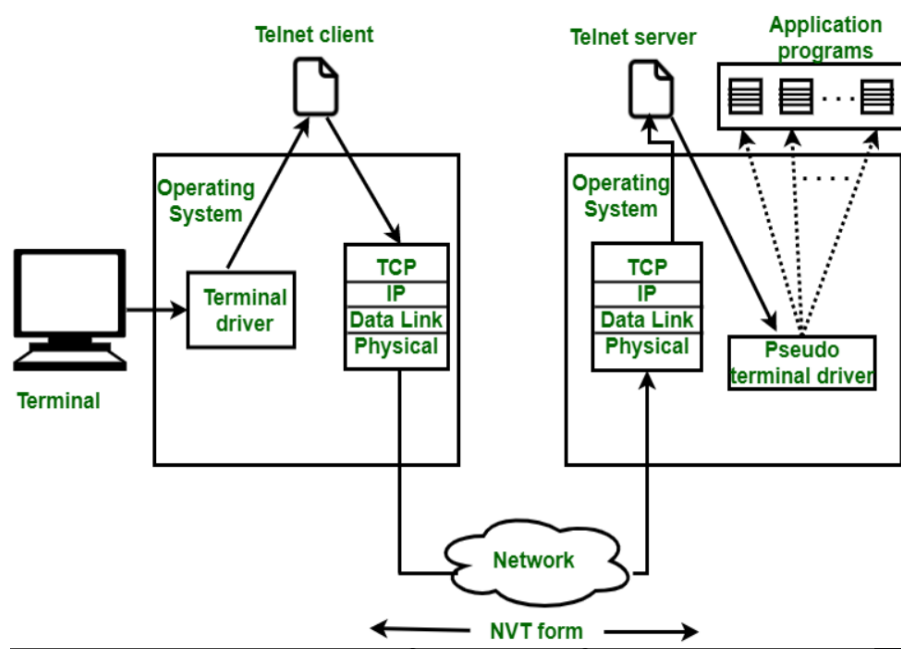 Telnet client
Telnet server
Application
programs
Operating
System
Operating
System
TCP
IP
Data Link
Physical
TCP
IP
Data Link
Physical
Terminal
driver
Pseudo
terminal driver
Terminal
Network
NVT form